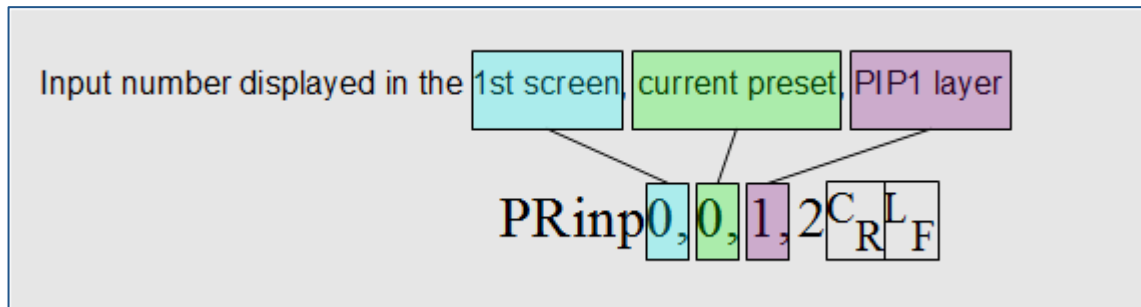 Input number displayed in the 1st screen, current preset, PIP1 layer
PRinp0,0,1,2CRLF